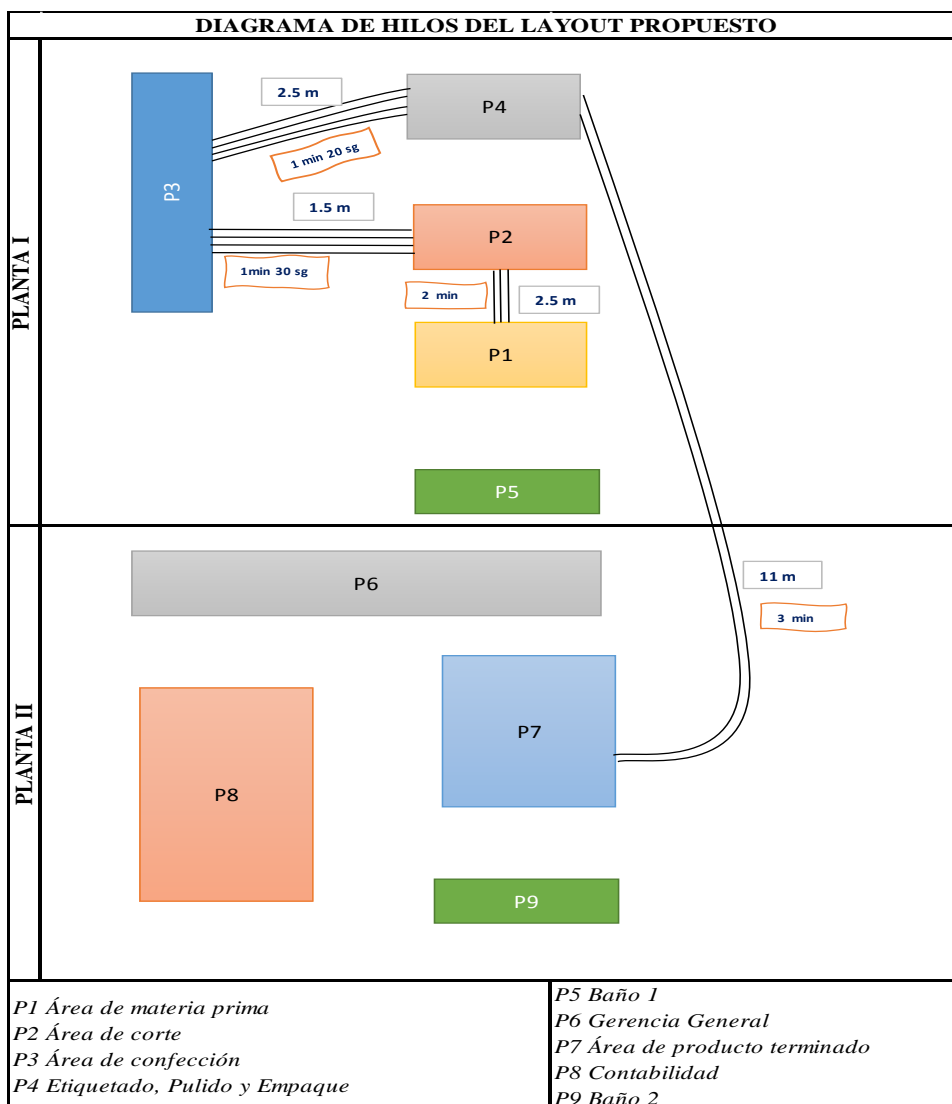 DIAGRAMA DE HILOS DEL LAYOUT PROPUESTO
PLANTA I
2.5 m
P4
1 min 20 sg
P3
1.5 m
P2
1min 30 sg
2 min
2.5 m
P1
P5
PLANTA II
P6
11 m
3 min
P7
P8
P9
P1 Área de materia prima
P2 Área de corte
P3 Área de confección
P4 Etiquetado, Pulido y Empaque
P5 Baño 1
P6 Gerencia General
P7 Área de producto terminado
P8 Contabilidad
P9 Baño 2